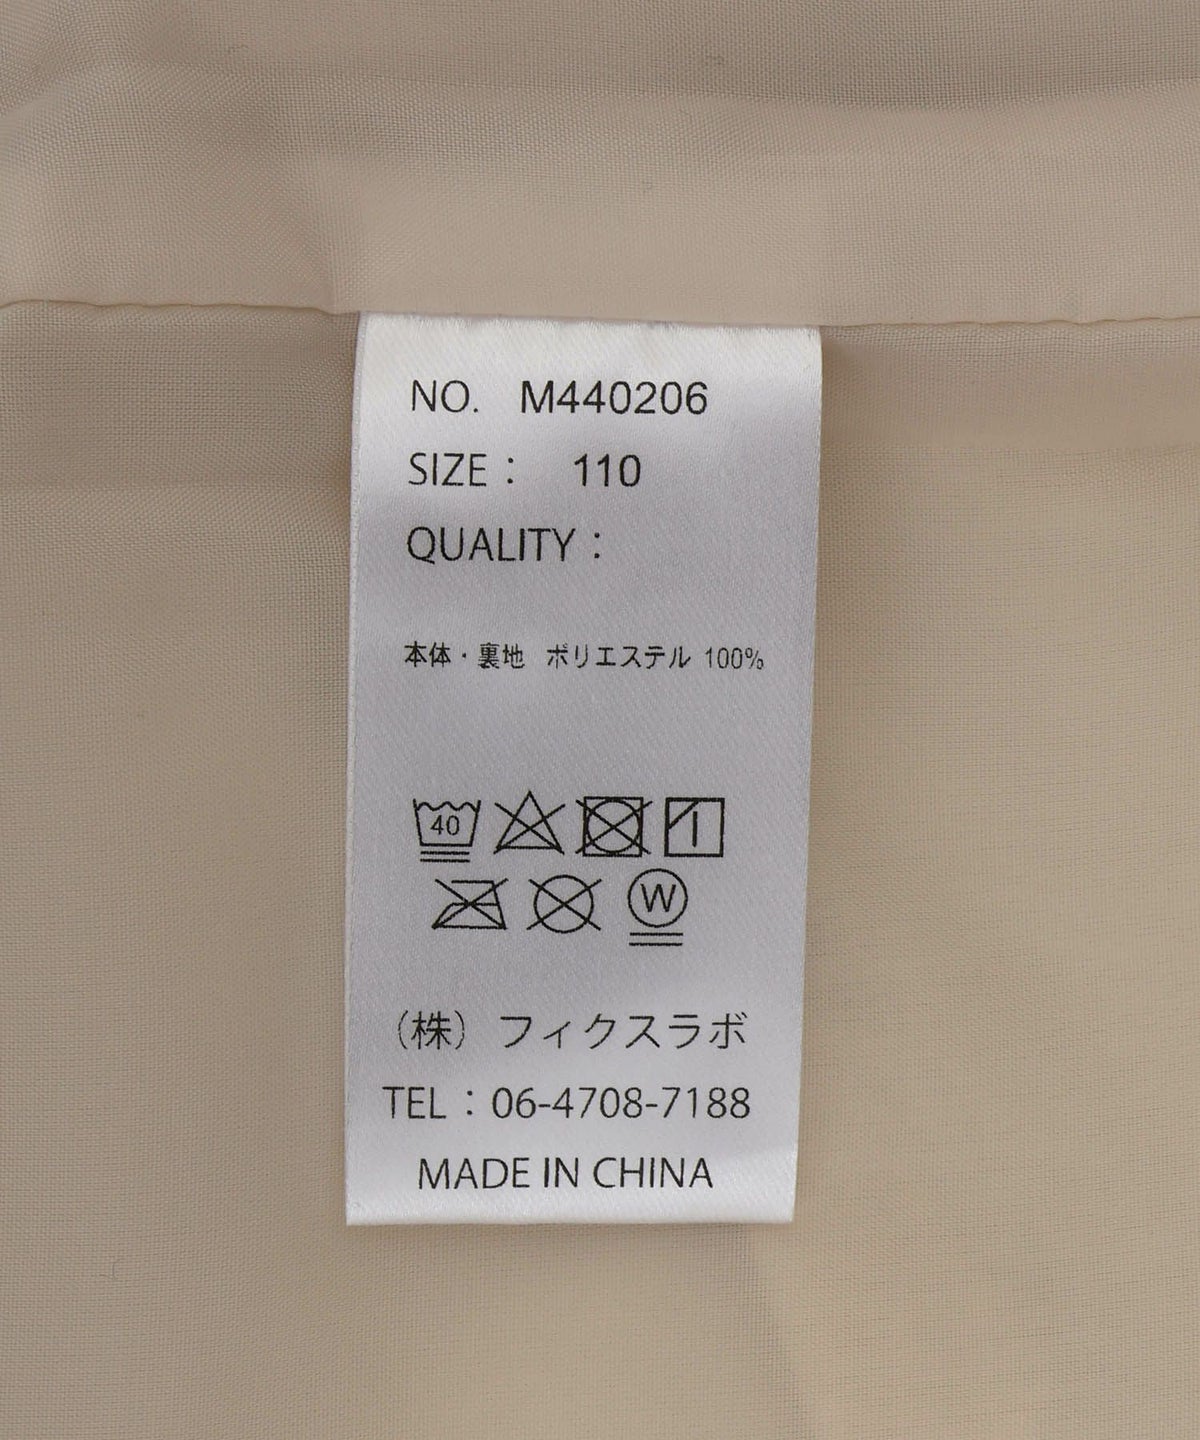 NO. M440206
SIZE： 110
QUALITY：
本体・裏地 ポリエステル 100%
40
W
（株）フィクスラボ
TEL：06-4708-7188
MADE IN CHINA